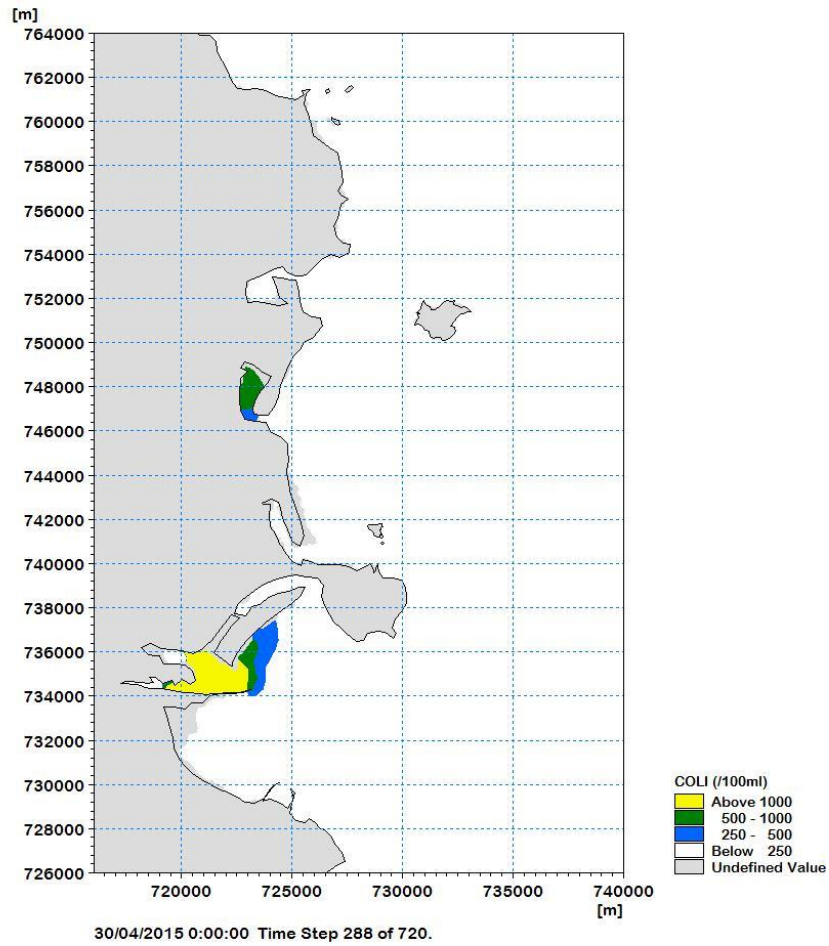 [m]
764000
762000
760000
758000
756000
754000
752000
750000
748000
746000
744000
742000
740000
738000
736000
734000
732000
730000
728000
726000
720000 725000 730000 735000 740000
[m]
COLI (/100ml)
Above 1000
500 - 1000
250 - 500
Below 250
Undefined Value
30/04/2015 0:00:00 Time Step 288 of 720.